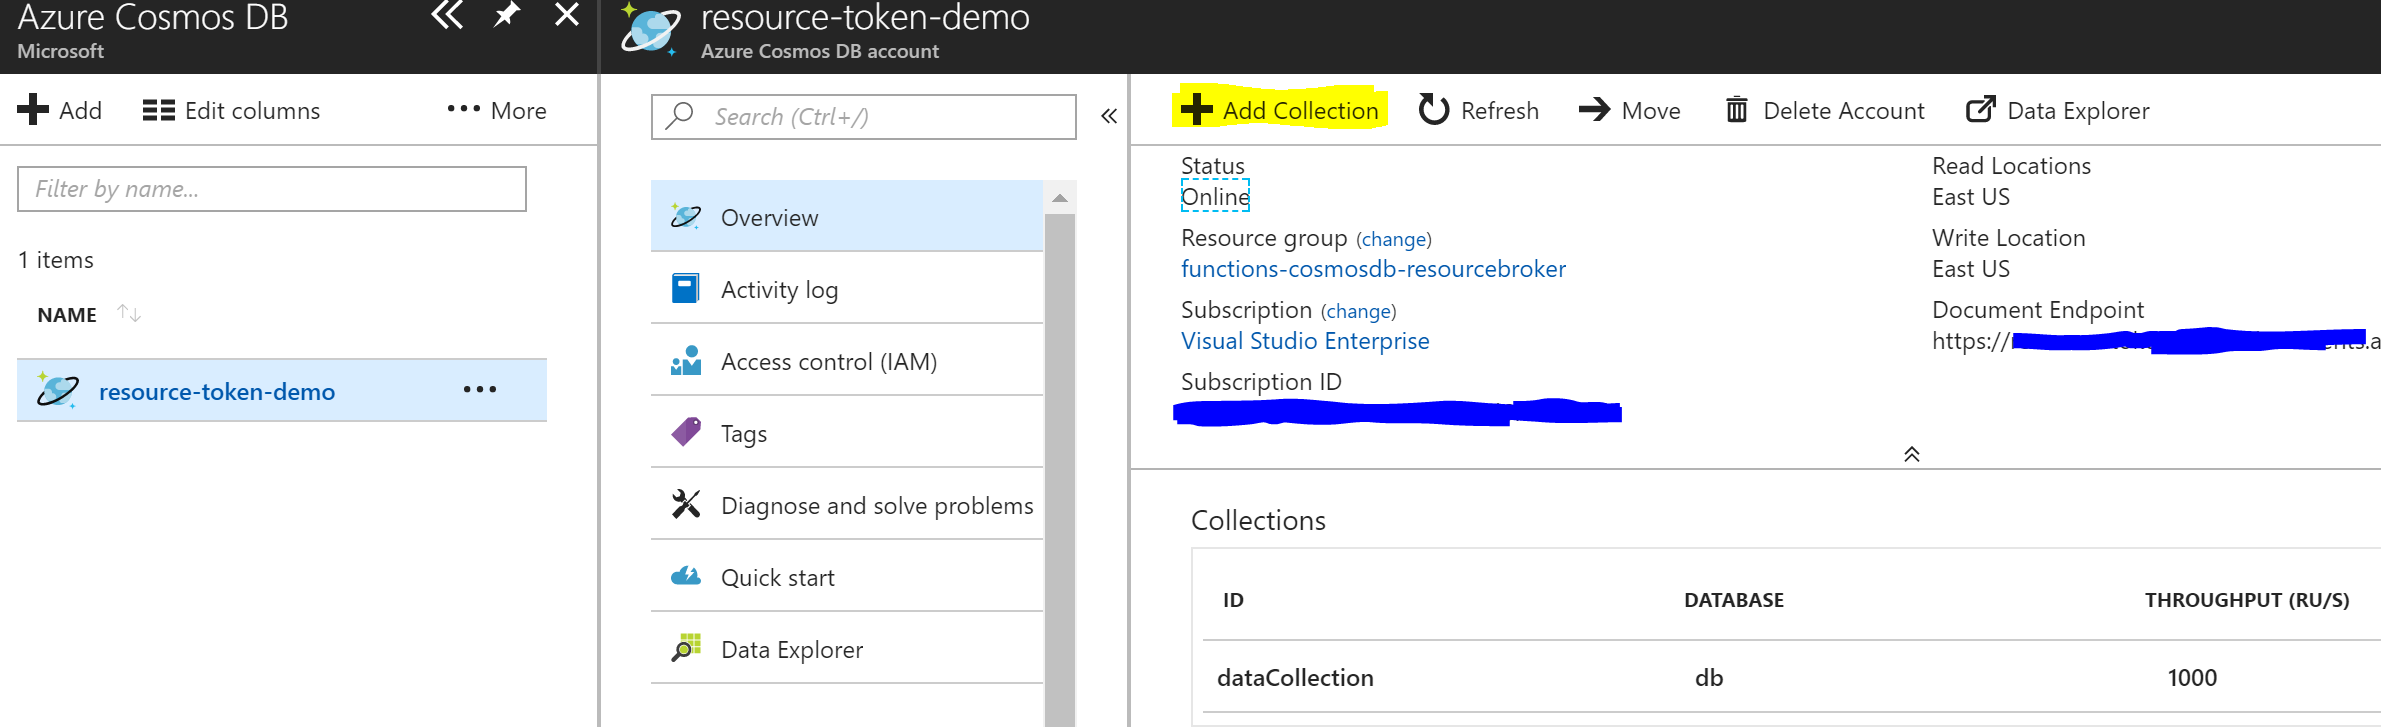 Azure Cosmos DB
Microsoft
Add
Edit columns
More
Filter by name...
1 items
NAME
resource-token-demo
resource-token-demo
Azure Cosmos DB account
Search (Ctrl+/)
Overview
Activity log
Access control (IAM)
Tags
Diagnose and solve problems
Quick start
Data Explorer
Add Collection
Refresh
Move
Delete Account
Data Explorer
Status
Online
Resource group (change)
functions-cosmosdb-resourcebroker
Subscription (change)
Visual Studio Enterprise
Subscription ID
Read Locations
East US
Write Location
East US
Document Endpoint
https://
Collections
ID DATABASE THROUGHPUT (RU/S)
dataCollection db 1000